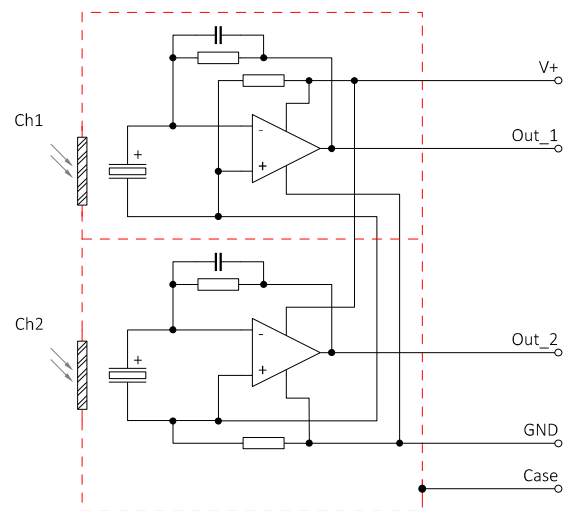 V+
Ch1
Out_1
+
-
+
Ch2
Out_2
+
-
+
GND
Case